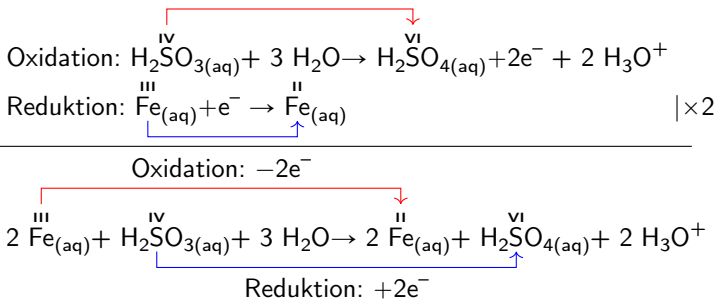 IV VI
Oxidation: H₂SO₃(aq)+ 3 H₂O→ H₂SO₄(aq)+2e⁻ + 2 H₃O⁺
III II
Reduktion: Fe(aq)+e⁻ → Fe(aq) |×2
Oxidation: −2e⁻
III IV II VI
2 Fe(aq)+ H₂SO₃(aq)+ 3 H₂O→ 2 Fe(aq)+ H₂SO₄(aq)+ 2 H₃O⁺
Reduktion: +2e⁻